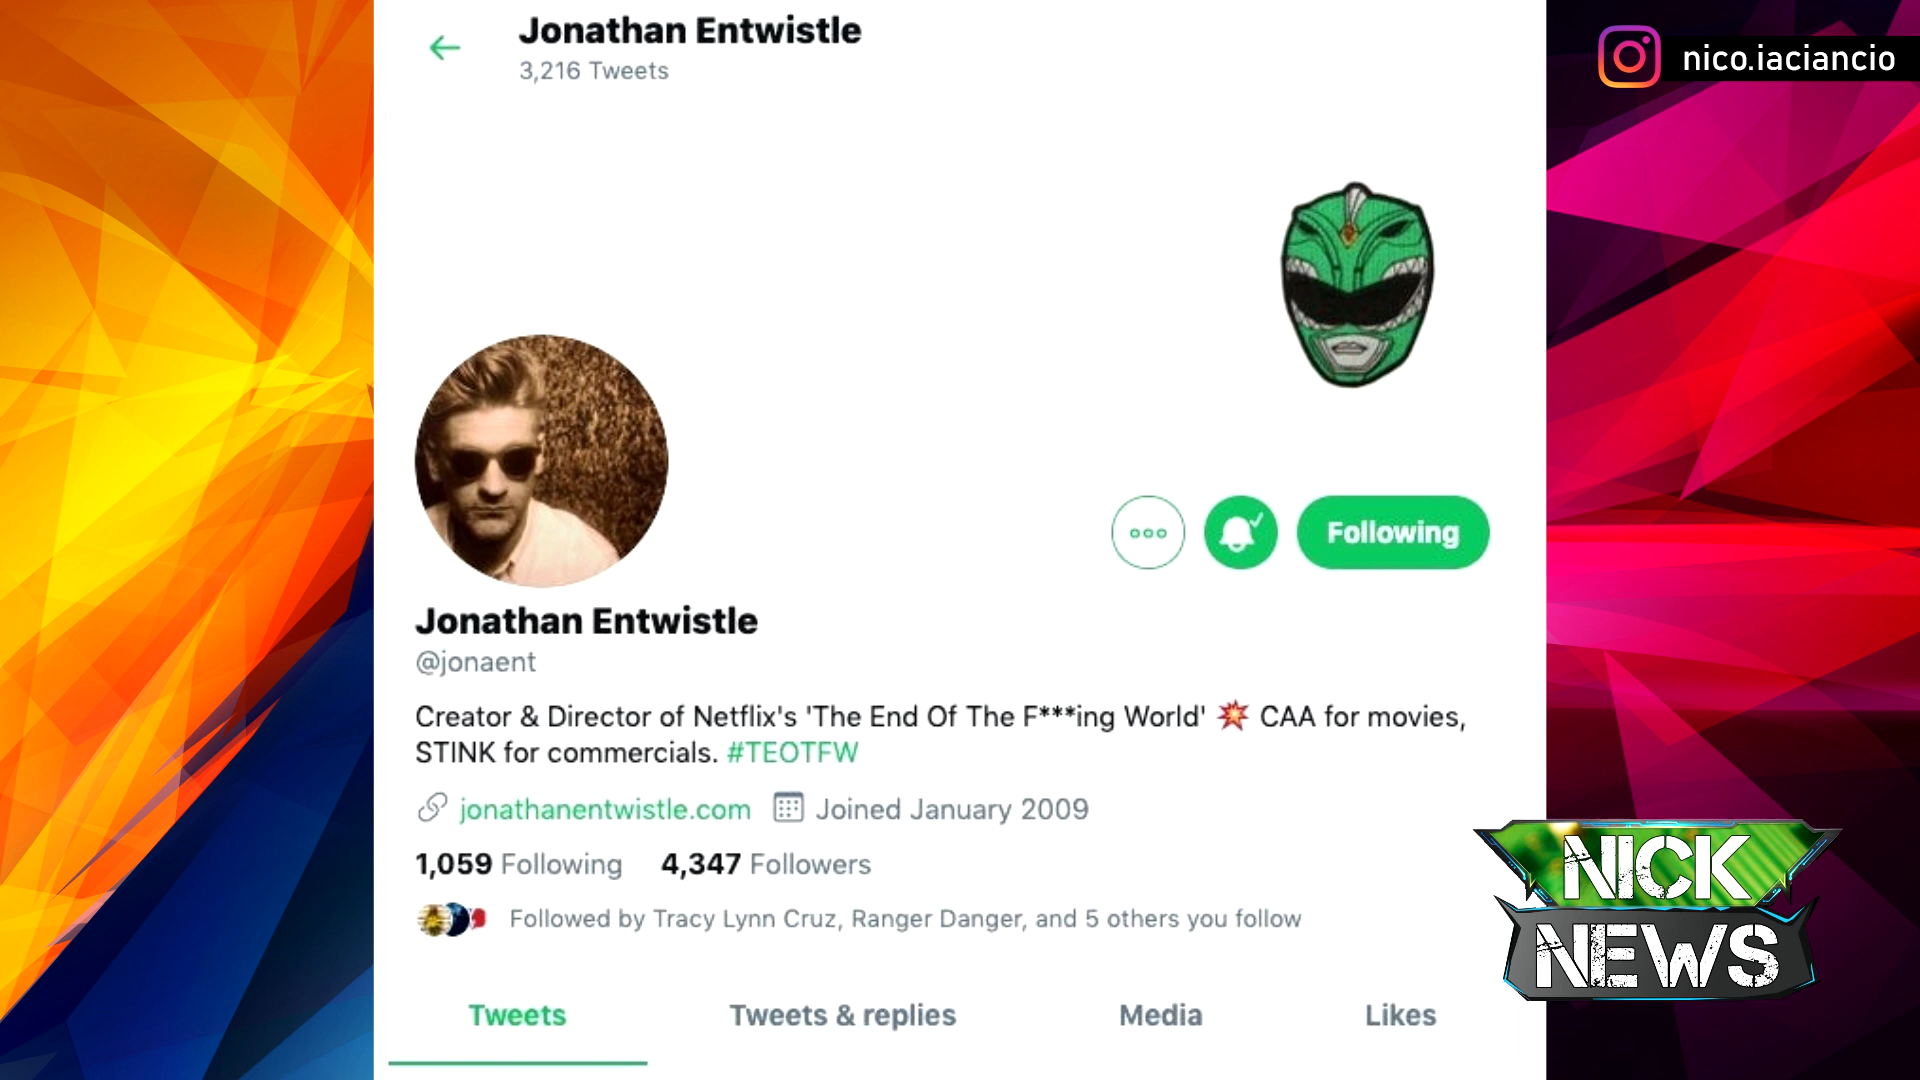 Jonathan Entwistle
3,216 Tweets
nico.iaciancio
Following
Jonathan Entwistle
@jonaent
Creator & Director of Netflix's 'The End Of The F***ing World' 💥 CAA for movies,
STINK for commercials. #TEOTFW
jonathanentwistle.com Joined January 2009
1,059 Following 4,347 Followers
Followed by Tracy Lynn Cruz, Ranger Danger, and 5 others you follow
NICK
NEWS
Tweets Tweets & replies Media Likes